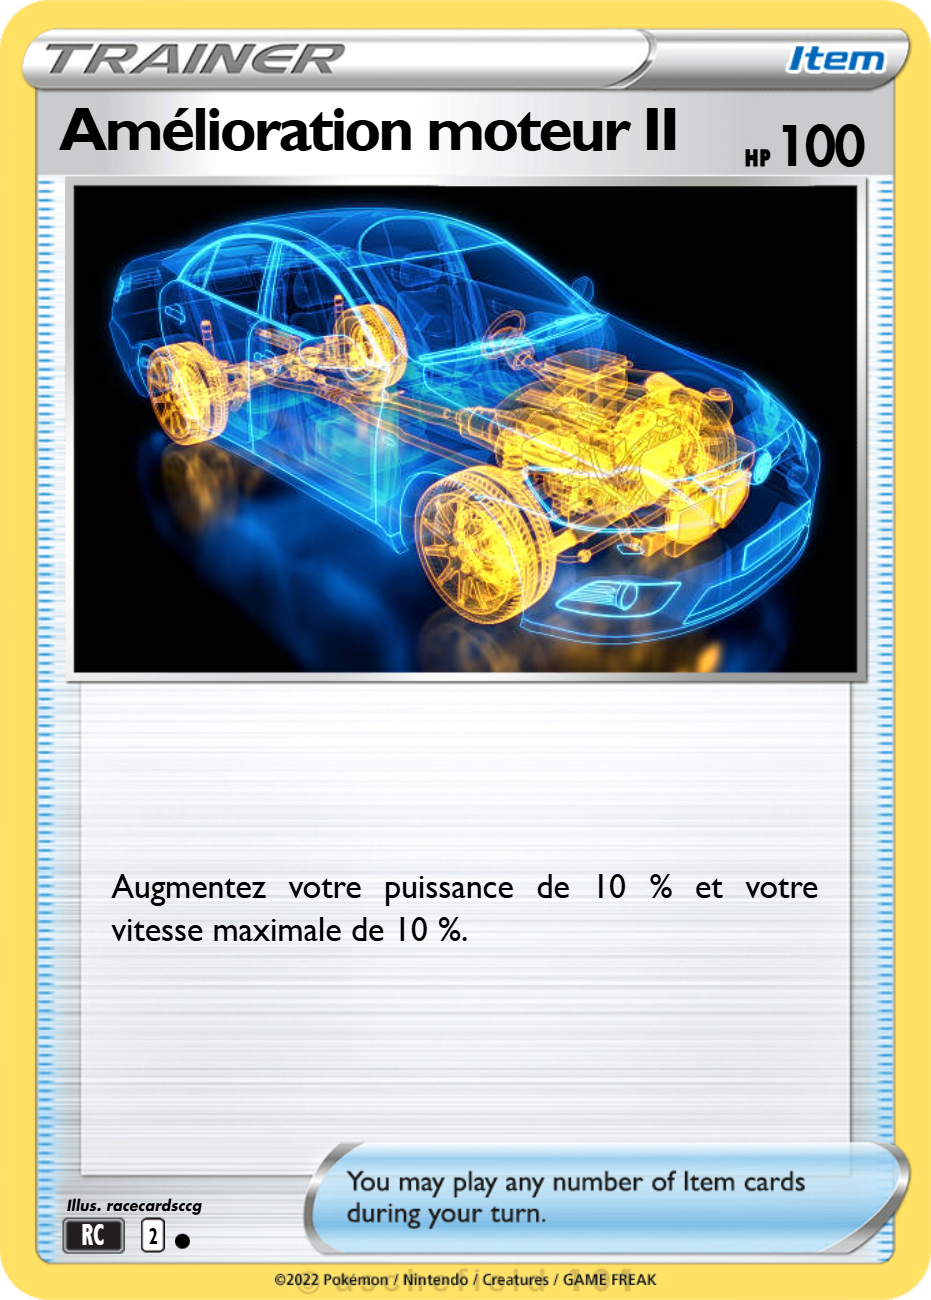 TRAINER Item
Amélioration moteur II HP 100
Augmentez votre puissance de 10 % et votre
vitesse maximale de 10 %.
You may play any number of Item cards
during your turn.
Illus. racecardsccg
RC 2
©2022 Pokémon / Nintendo / Creatures / GAME FREAK